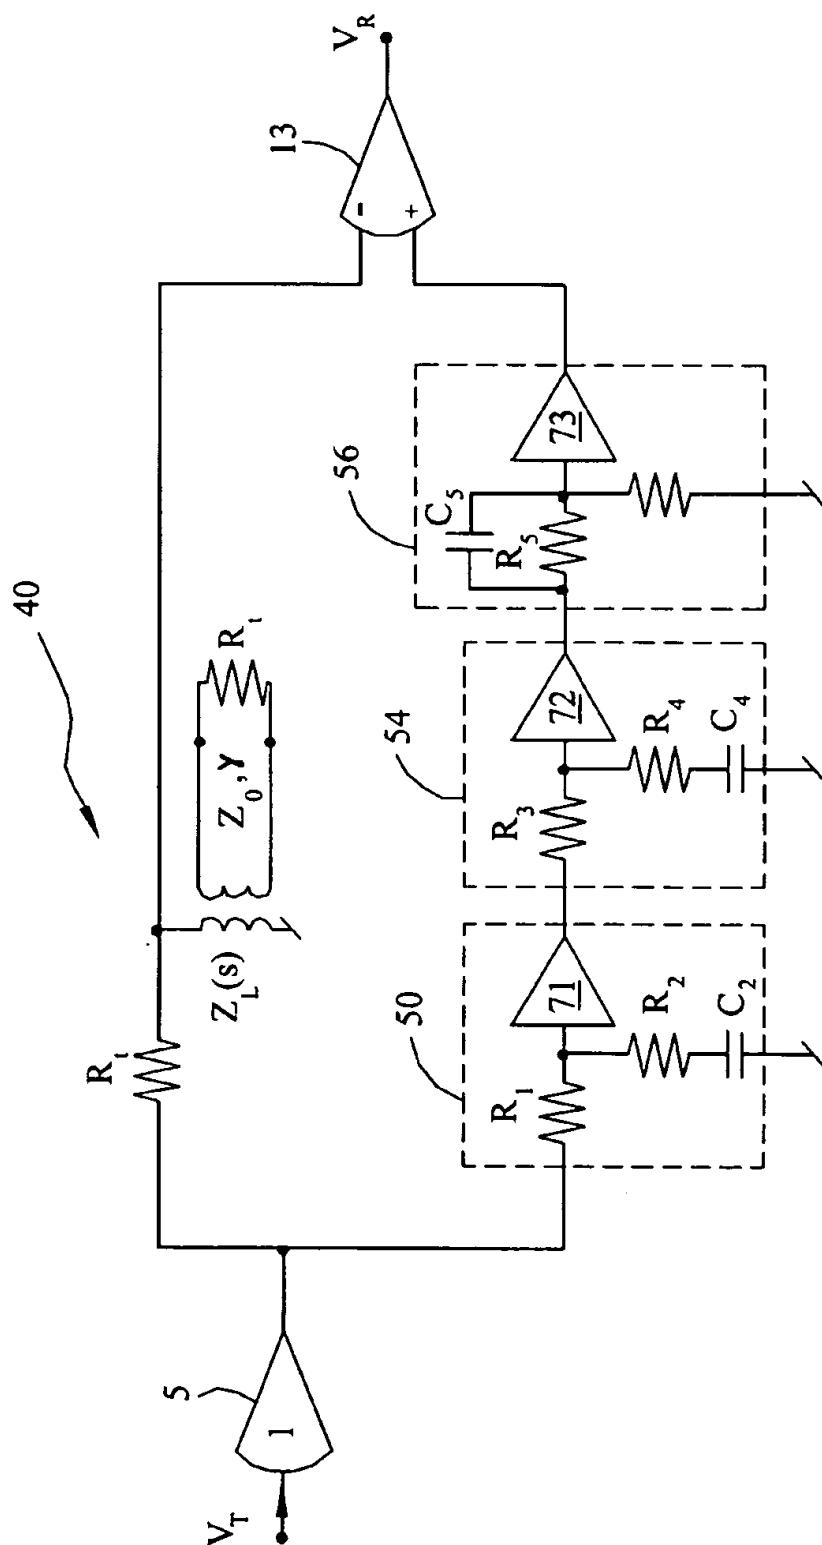 40
V_T
1
5
R_t
Z_L(s)
Z_0, γ
R_t
-
+
13
V_R
50
R_1
71
R_2
C_2
54
R_3
72
R_4
C_4
56
C_5
R_5
73